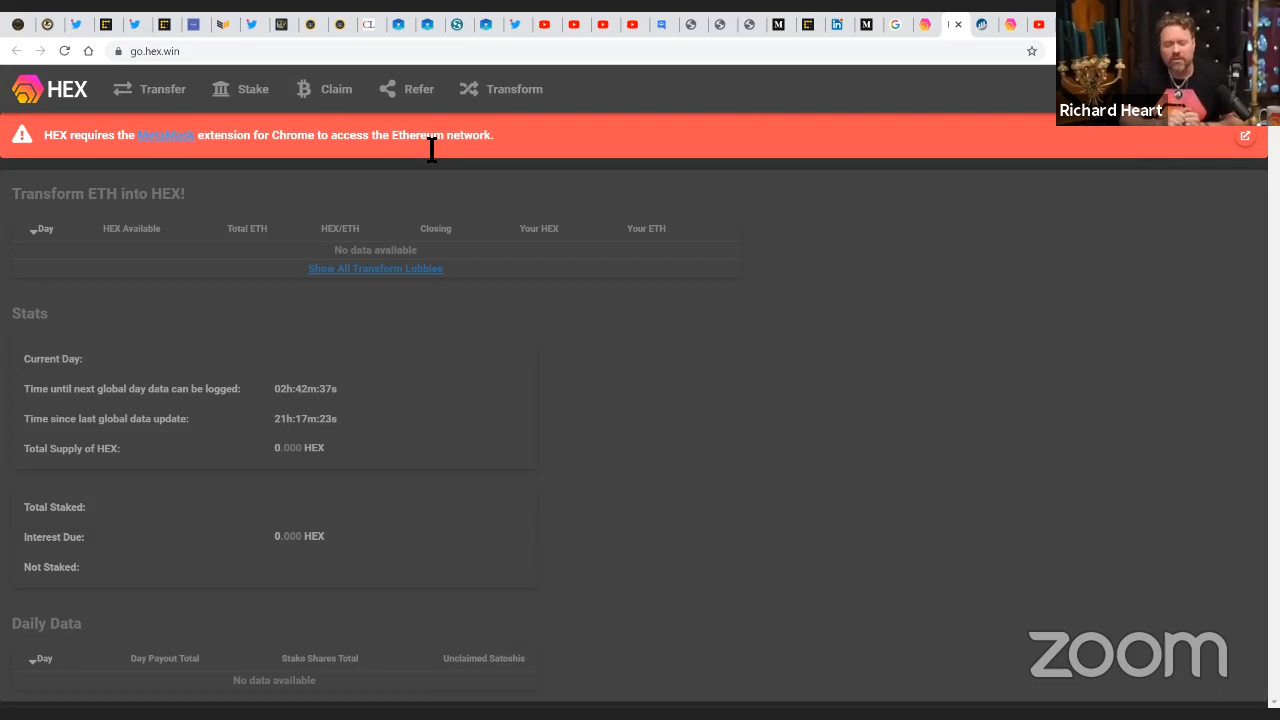 CL
M
M
G
go.hex.win
HEX
Transfer
Stake
Claim
Refer
Transform
Richard Heart
HEX requires the MetaMask extension for Chrome to access the Ethereum network.
Transform ETH into HEX!
Day HEX Available Total ETH HEX/ETH Closing Your HEX Your ETH
No data available
Show All Transform Lobbies
Stats
Current Day:
Time until next global day data can be logged: 02h:42m:37s
Time since last global data update: 21h:17m:23s
Total Supply of HEX: 0.000 HEX
Total Staked:
Interest Due: 0.000 HEX
Not Staked:
Daily Data
Day Day Payout Total Stake Shares Total Unclaimed Satoshis
No data available
zoom